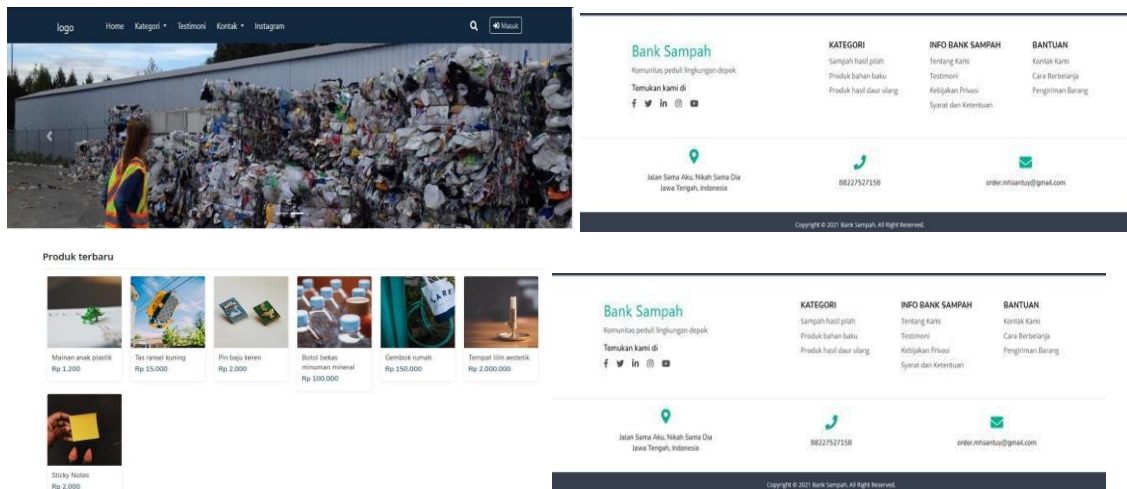 logo
Home Kategori Testimoni Kontak Instagram
Masuk
Bank Sampah
Komunitas peduli lingkungan depok
Temukan kami di
KATEGORI
Sampah hasil pilah
Produk bahan baku
Produk hasil daur ulang
INFO BANK SAMPAH
Tentang Kami
Testimoni
Kebijakan Privasi
Syarat dan Ketentuan
BANTUAN
Kontak Kami
Cara Berbelanja
Pengiriman Barang
Jalan Sama Aku, Nikah Sama Dia
Jawa Tengah, Indonesia
88227527158
order.mhsantuy@gmail.com
Copyright © 2021 Bank Sampah, All Right Reserved.
Produk terbaru
Mainan anak plastik
Rp 1.200
Tas ransel kuning
Rp 15.000
Pin baju keren
Rp 2.000
Botol bekas
minuman mineral
Rp 100.000
Gembok rumah
Rp 150.000
Tempat lilin aestetik
Rp 2.000.000
Sticky Notes
Rp 2.000
Bank Sampah
Komunitas peduli lingkungan depok
Temukan kami di
KATEGORI
Sampah hasil pilah
Produk bahan baku
Produk hasil daur ulang
INFO BANK SAMPAH
Tentang Kami
Testimoni
Kebijakan Privasi
Syarat dan Ketentuan
BANTUAN
Kontak Kami
Cara Berbelanja
Pengiriman Barang
Jalan Sama Aku, Nikah Sama Dia
Jawa Tengah, Indonesia
88227527158
order.mhsantuy@gmail.com
Copyright © 2021 Bank Sampah, All Right Reserved.